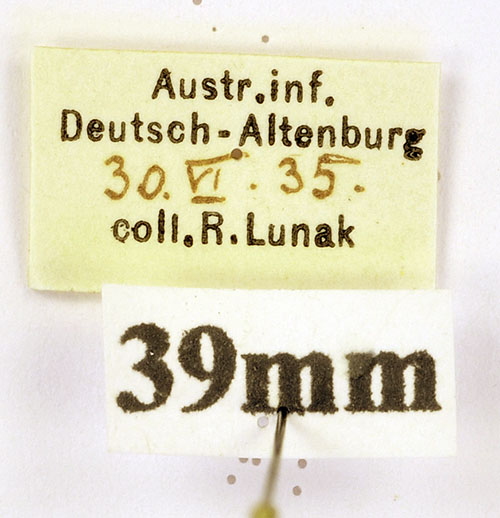 Austr.inf.
Deutsch-Altenburg
30.VI.35.
coll.R.Lunak
39mm